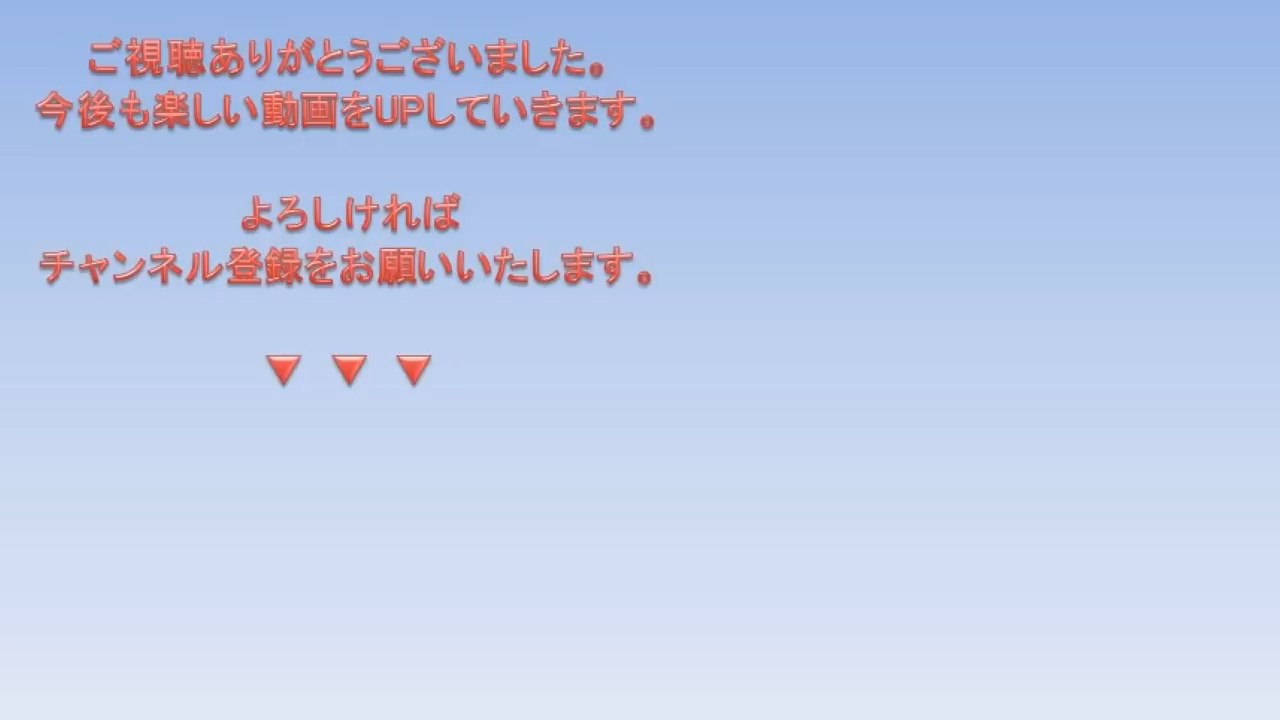 ご視聴ありがとうございました。
今後も楽しい動画をUPしていきます。
よろしければ
チャンネル登録をお願いいたします。
▼ ▼ ▼